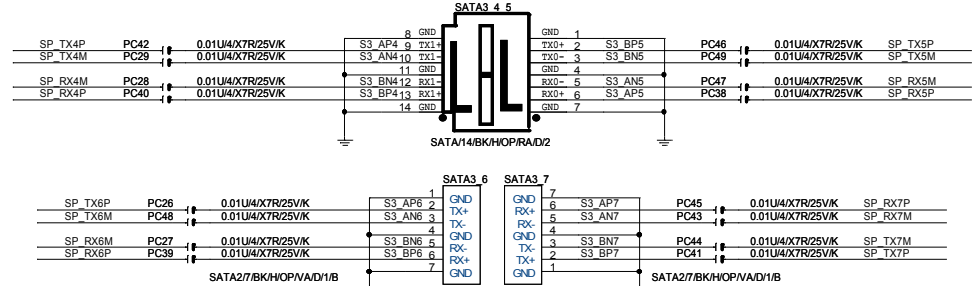 SATA3_4_5
8 GND GND 1
SP_TX4P PC42 0.01U/4/X7R/25V/K S3_AP4 9 TX1+ TX0+ 2 S3_BP5 PC46 0.01U/4/X7R/25V/K SP_TX5P
SP_TX4M PC29 0.01U/4/X7R/25V/K S3_AN4 10 TX1- TX0- 3 S3_BN5 PC49 0.01U/4/X7R/25V/K SP_TX5M
11 GND GND 4
SP_RX4M PC28 0.01U/4/X7R/25V/K S3_BN4 12 RX1- RX0- 5 S3_AN5 PC47 0.01U/4/X7R/25V/K SP_RX5M
SP_RX4P PC40 0.01U/4/X7R/25V/K S3_BP4 13 RX1+ RX0+ 6 S3_AP5 PC38 0.01U/4/X7R/25V/K SP_RX5P
14 GND GND 7
SATA/14/BK/H/OP/RA/D/2
SATA3_6 SATA3_7
1 GND GND 7
SP_TX6P PC26 0.01U/4/X7R/25V/K S3_AP6 2 TX+ RX+ 6 S3_AP7 PC45 0.01U/4/X7R/25V/K SP_RX7P
SP_TX6M PC48 0.01U/4/X7R/25V/K S3_AN6 3 TX- RX- 5 S3_AN7 PC43 0.01U/4/X7R/25V/K SP_RX7M
4 GND GND 4
SP_RX6M PC27 0.01U/4/X7R/25V/K S3_BN6 5 RX- TX- 3 S3_BN7 PC44 0.01U/4/X7R/25V/K SP_TX7M
SP_RX6P PC39 0.01U/4/X7R/25V/K S3_BP6 6 RX+ TX+ 2 S3_BP7 PC41 0.01U/4/X7R/25V/K SP_TX7P
7 GND GND 1
SATA2/7/BK/H/OP/VA/D/1/B SATA2/7/BK/H/OP/VA/D/1/B